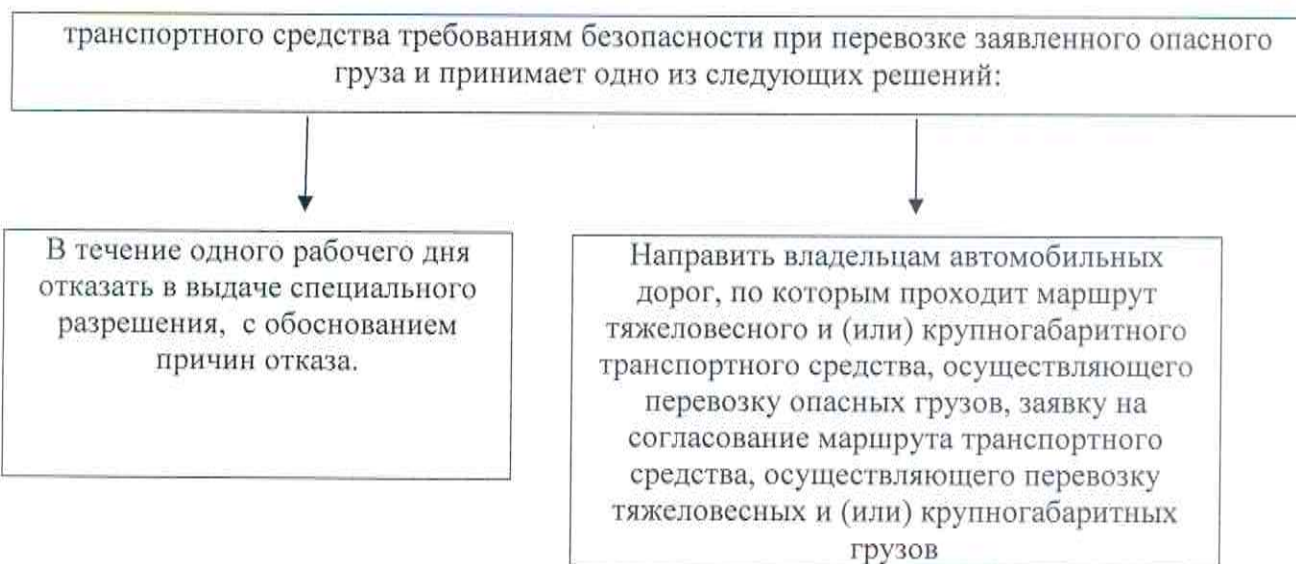 транспортного средства требованиям безопасности при перевозке заявленного опасного
груза и принимает одно из следующих решений:
В течение одного рабочего дня
отказать в выдаче специального
разрешения, с обоснованием
причин отказа.
Направить владельцам автомобильных
дорог, по которым проходит маршрут
тяжеловесного и (или) крупногабаритного
транспортного средства, осуществляющего
перевозку опасных грузов, заявку на
согласование маршрута транспортного
средства, осуществляющего перевозку
тяжеловесных и (или) крупногабаритных
грузов